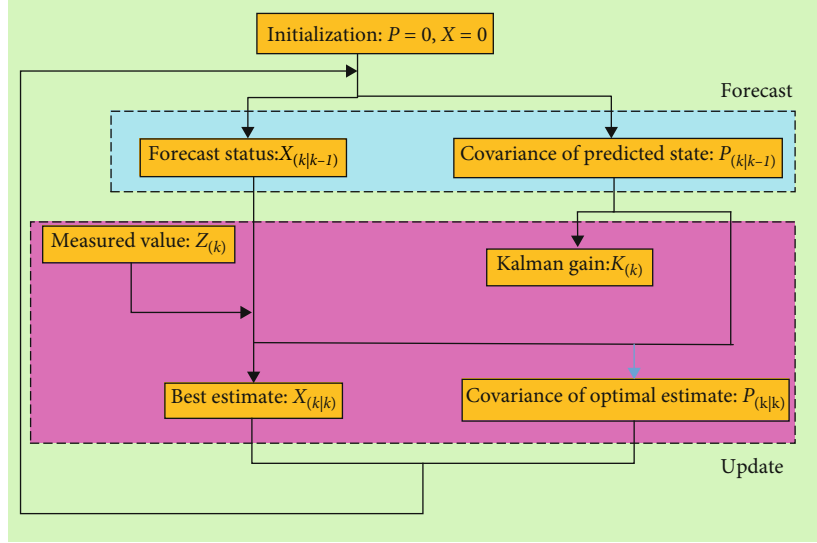 Initialization: P = 0, X = 0
Forecast
Forecast status:X(k|k–1)
Covariance of predicted state: P(k|k–1)
Measured value: Z(k)
Kalman gain:K(k)
Best estimate: X(k|k)
Covariance of optimal estimate: P(k|k)
Update